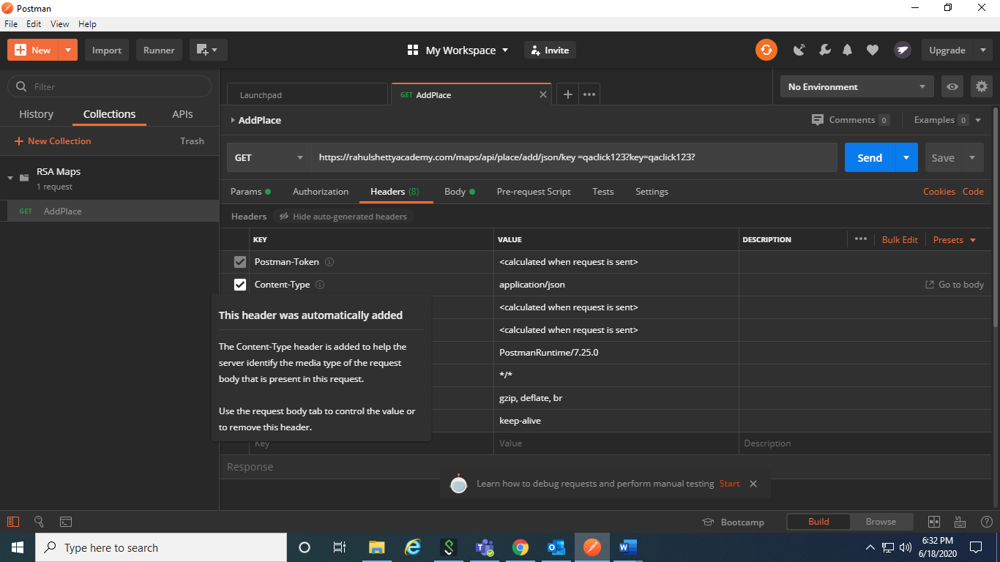 Postman
File Edit View Help
New Import Runner My Workspace Invite Upgrade
Filter
Launchpad GET AddPlace No Environment
History Collections APIs
AddPlace Comments 0 Examples 0
New Collection Trash
GET https://rahulshettyacademy.com/maps/api/place/add/json/key =qaclick123?key=qaclick123? Send Save
RSA Maps
1 request
Params Authorization Headers (8) Body Pre-request Script Tests Settings Cookies Code
GET AddPlace
Headers Hide auto-generated headers
KEY VALUE DESCRIPTION Bulk Edit Presets
Postman-Token <calculated when request is sent>
Content-Type application/json Go to body
This header was automatically added
The Content-Type header is added to help the
server identify the media type of the request
body that is present in this request.
Use the request body tab to control the value or
to remove this header.
<calculated when request is sent>
<calculated when request is sent>
PostmanRuntime/7.25.0
*/*
gzip, deflate, br
keep-alive
Key Value Description
Response
Learn how to debug requests and perform manual testing Start
Bootcamp Build Browse
Type here to search
6:32 PM
6/18/2020